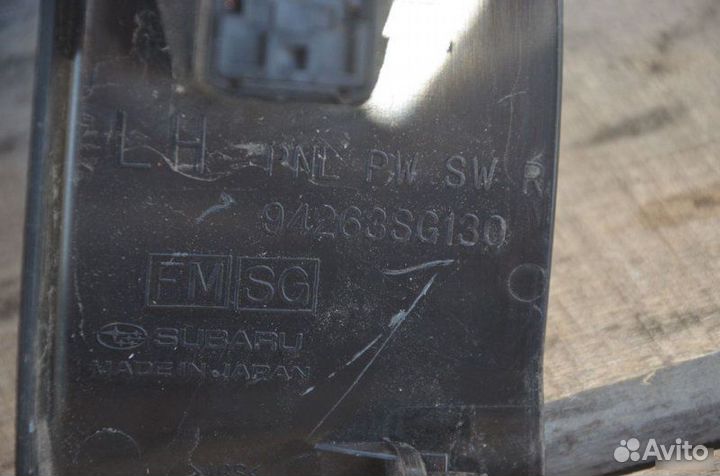 LH PNL PW SW R
94263SG130
FM SG
SUBARU
MADE IN JAPAN
Avito